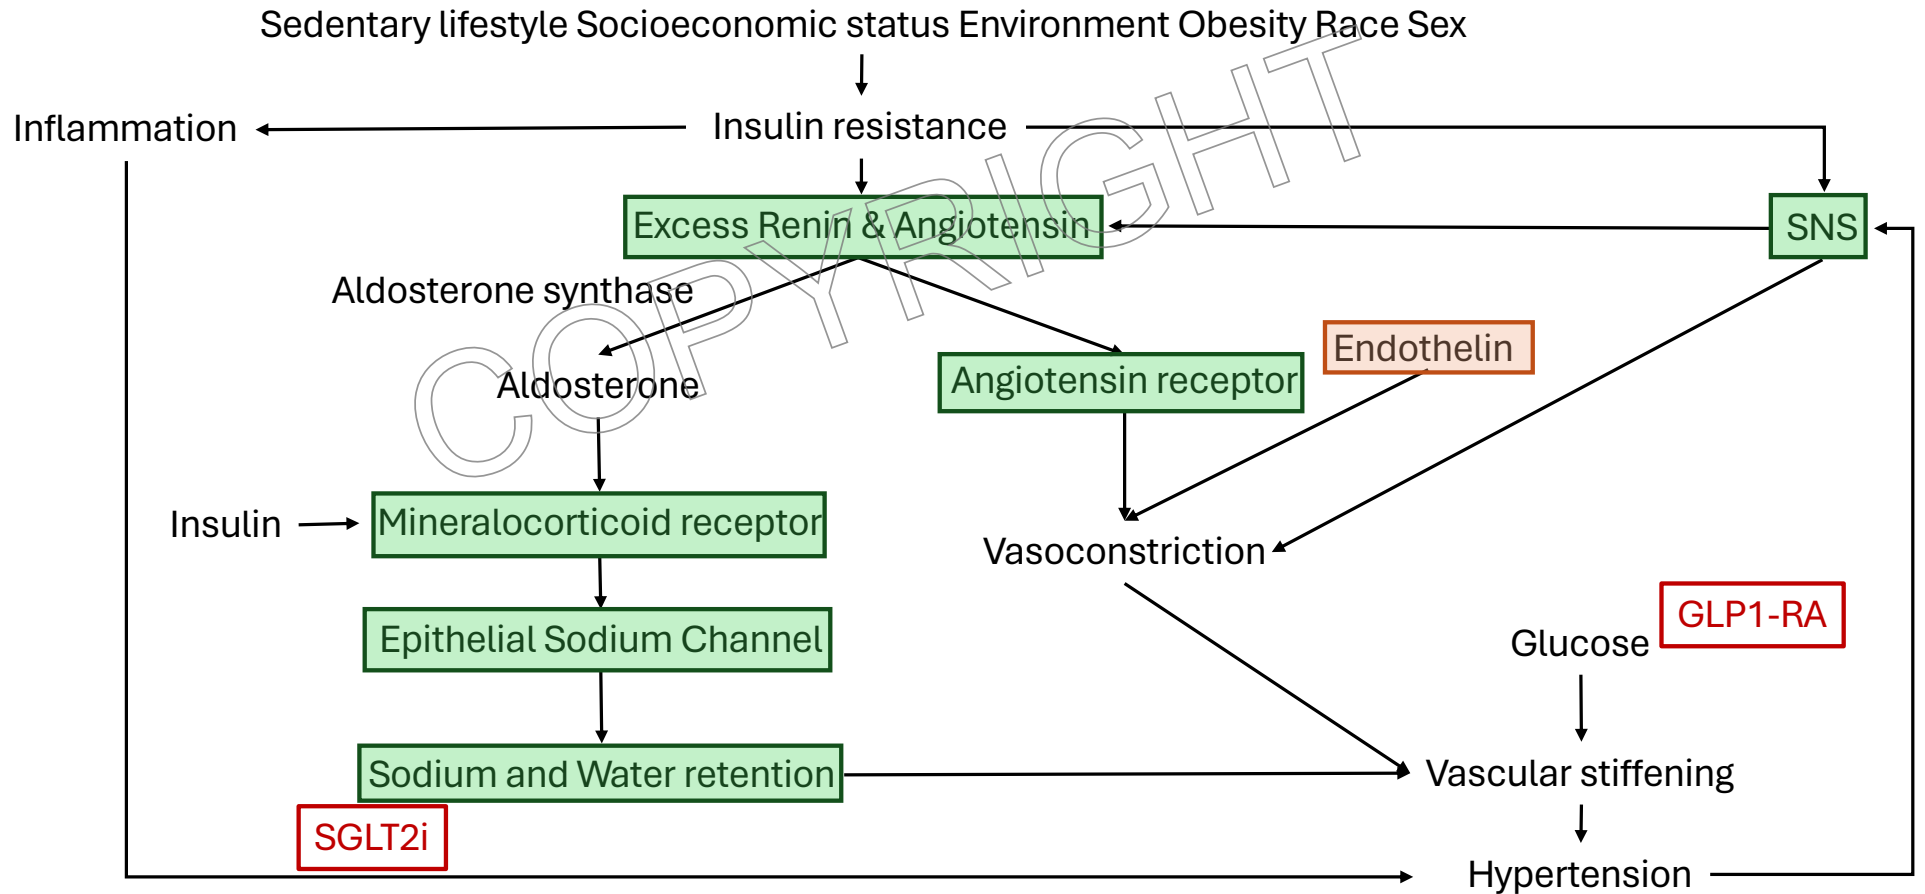 Sedentary lifestyle Socioeconomic status Environment Obesity Race Sex
Inflammation
Insulin resistance
Excess Renin & Angiotensin
SNS
Aldosterone synthase
Endothelin
Aldosterone
Angiotensin receptor
Insulin
Mineralocorticoid receptor
Vasoconstriction
Epithelial Sodium Channel
Glucose
GLP1-RA
Sodium and Water retention
Vascular stiffening
SGLT2i
Hypertension
COPYRIGHT